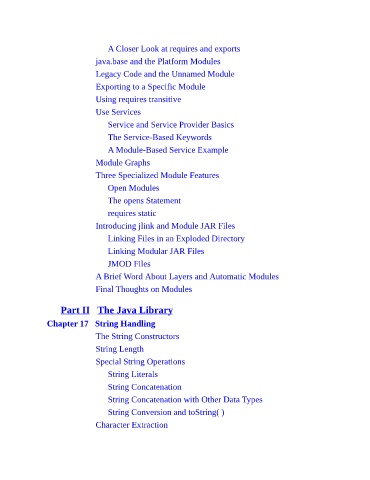 A Closer Look at requires and exports
java.base and the Platform Modules
Legacy Code and the Unnamed Module
Exporting to a Specific Module
Using requires transitive
Use Services
Service and Service Provider Basics
The Service-Based Keywords
A Module-Based Service Example
Module Graphs
Three Specialized Module Features
Open Modules
The opens Statement
requires static
Introducing jlink and Module JAR Files
Linking Files in an Exploded Directory
Linking Modular JAR Files
JMOD Files
A Brief Word About Layers and Automatic Modules
Final Thoughts on Modules
Part II The Java Library
Chapter 17 String Handling
The String Constructors
String Length
Special String Operations
String Literals
String Concatenation
String Concatenation with Other Data Types
String Conversion and toString( )
Character Extraction